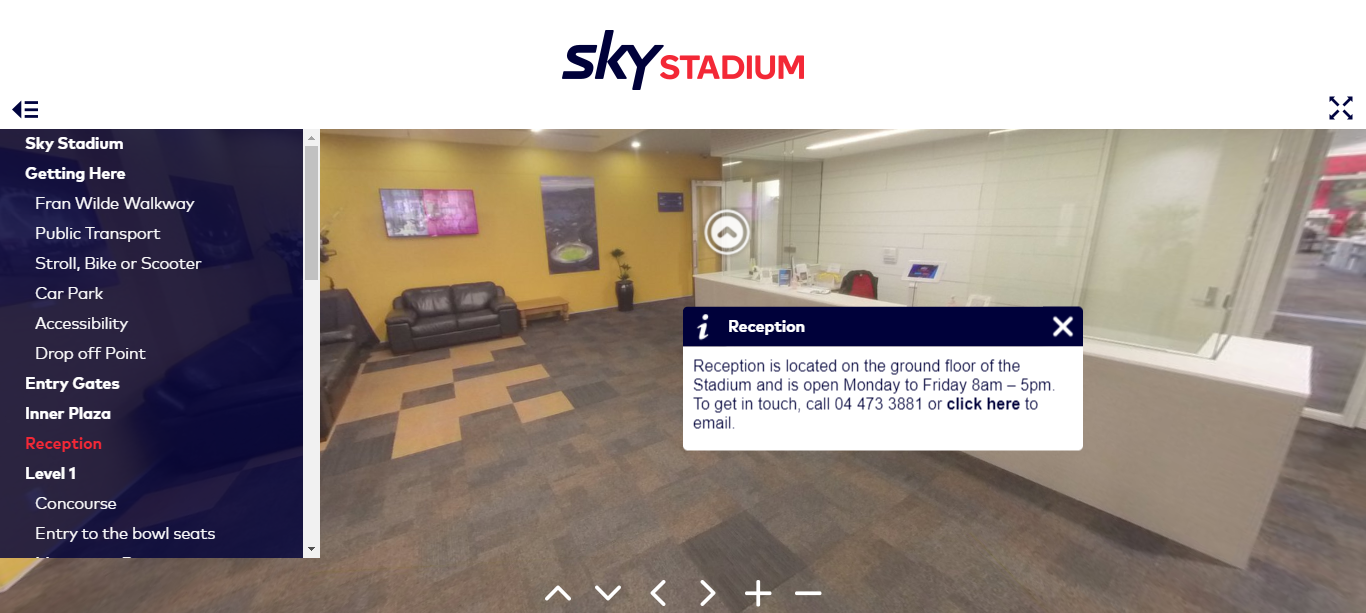 sky STADIUM
Sky Stadium
Getting Here
Fran Wilde Walkway
Public Transport
Stroll, Bike or Scooter
Car Park
Accessibility
Drop off Point
Entry Gates
Inner Plaza
Reception
Level 1
Concourse
Entry to the bowl seats
Reception
Reception is located on the ground floor of the
Stadium and is open Monday to Friday 8am – 5pm.
To get in touch, call 04 473 3881 or click here to
email.